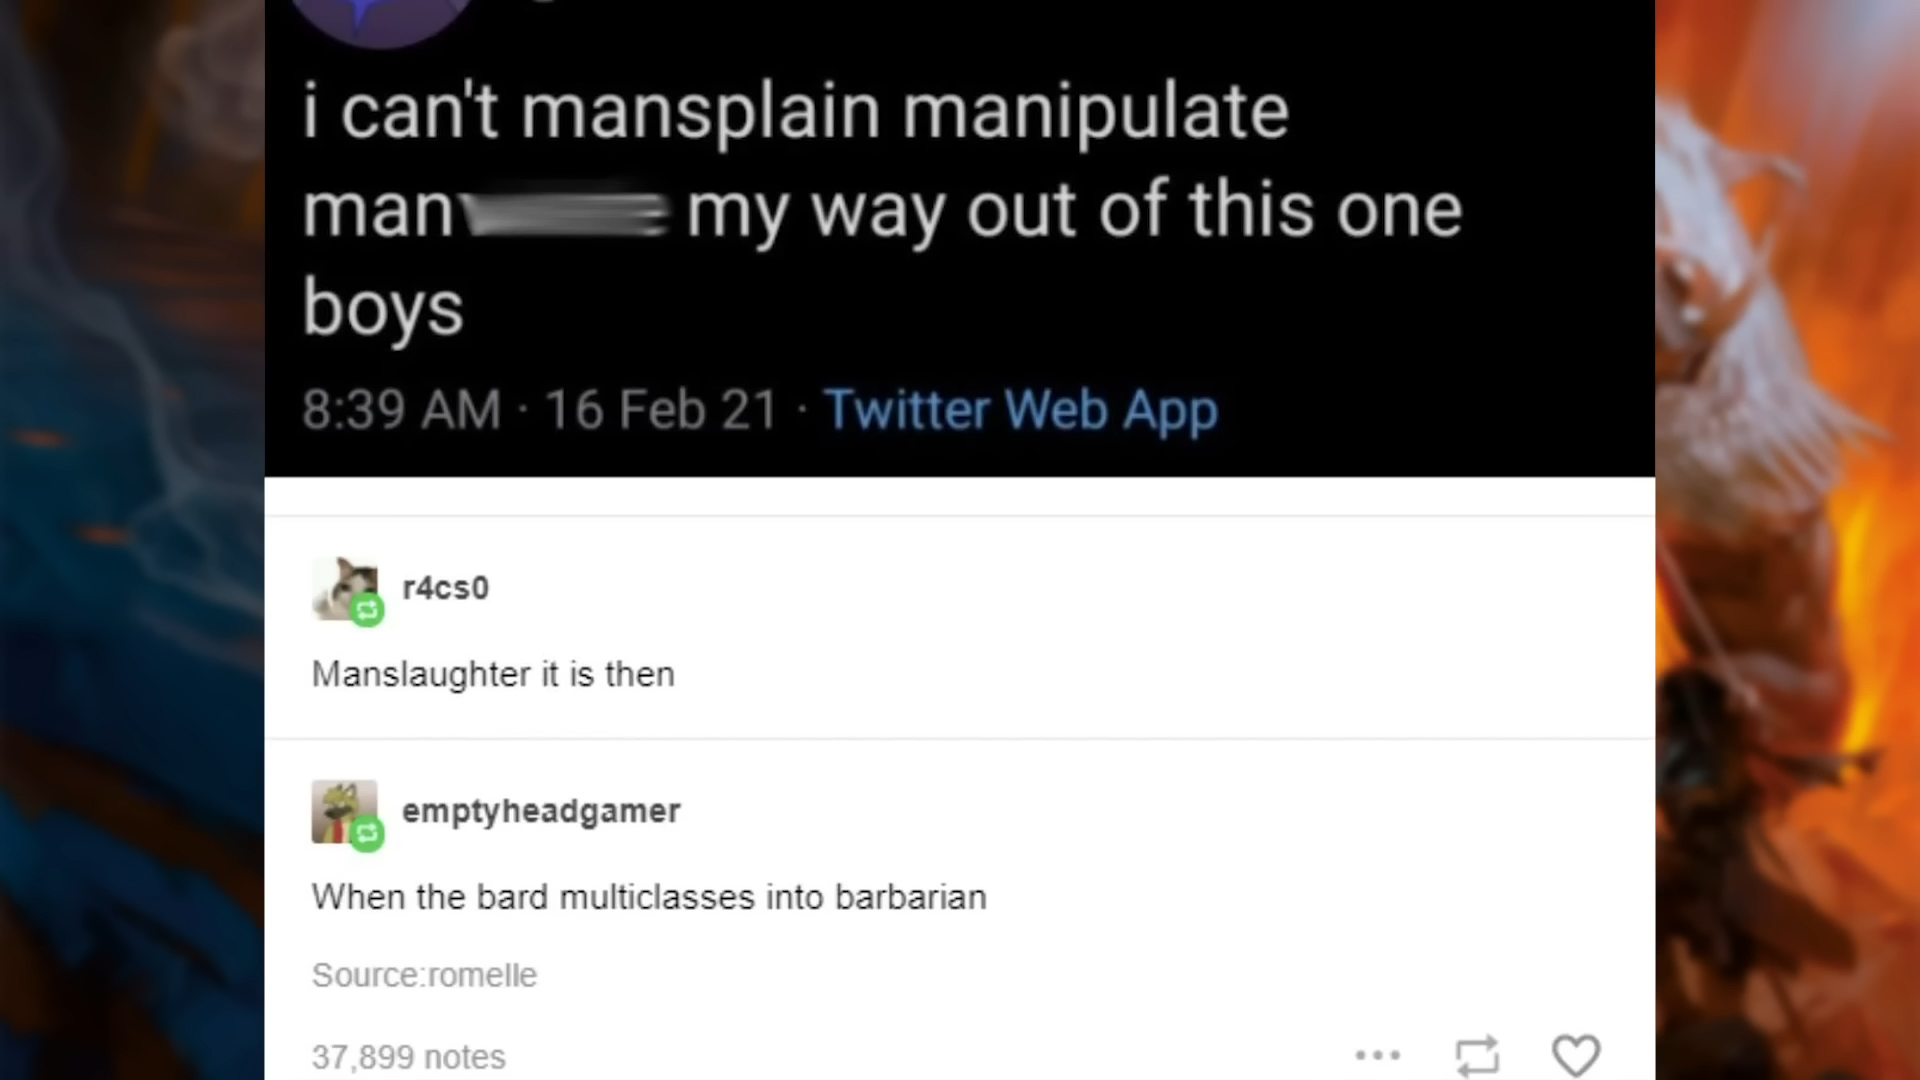 i can't mansplain manipulate
man my way out of this one
boys
8:39 AM · 16 Feb 21 · Twitter Web App
r4cs0
Manslaughter it is then
emptyheadgamer
When the bard multiclasses into barbarian
Source:romelle
37,899 notes